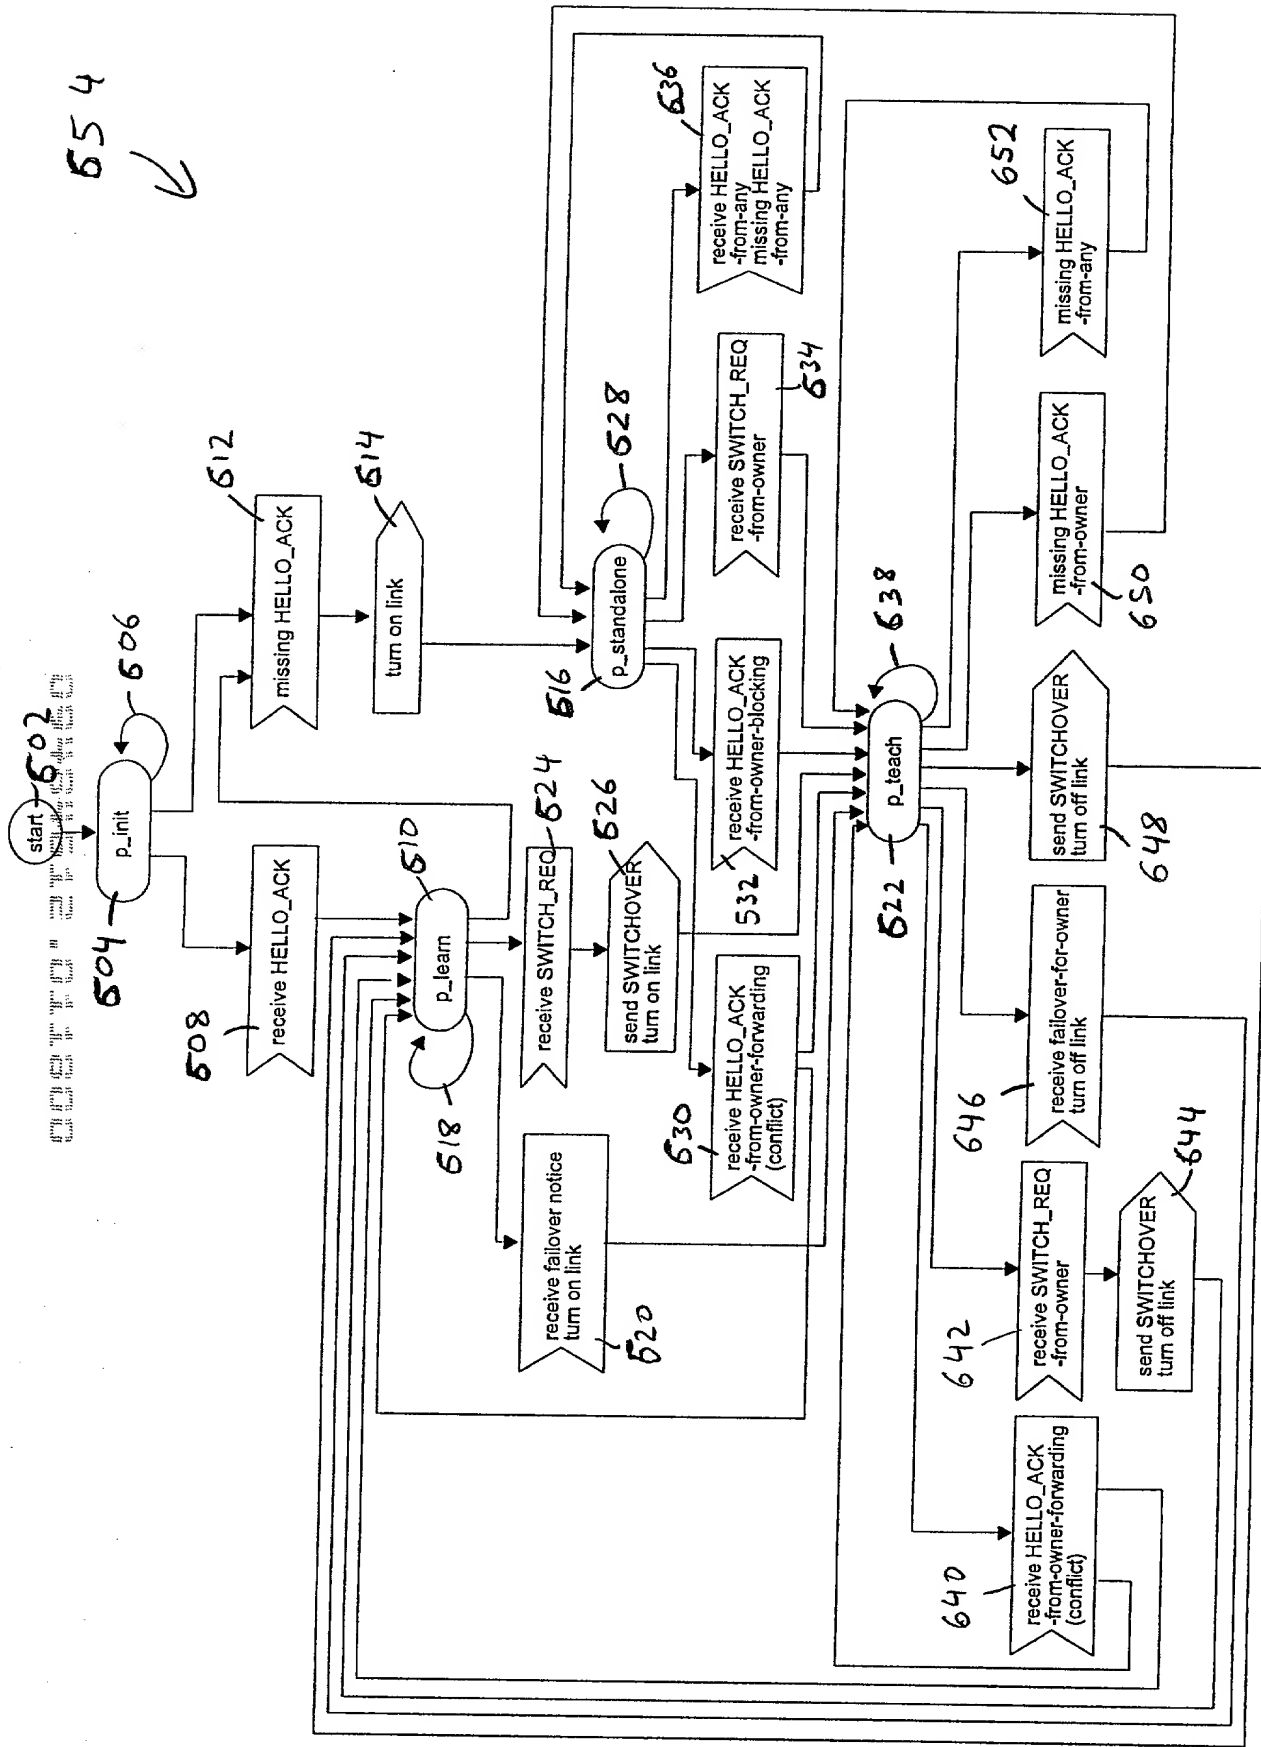 654
start
602
604
p_init
606
608
receive HELLO_ACK
missing HELLO_ACK
612
turn on link
614
p_learn
610
618
receive failover notice
turn on link
620
receive SWITCH_REQ
624
send SWITCHOVER
turn on link
626
616
p_standalone
628
630
receive HELLO_ACK
-from-owner-forwarding
(conflict)
532
receive HELLO_ACK
-from-owner-blocking
receive SWITCH_REQ
-from-owner
634
receive HELLO_ACK
-from-any
missing HELLO_ACK
-from-any
636
622
p_teach
638
640
receive HELLO_ACK
-from-owner-forwarding
(conflict)
642
receive SWITCH_REQ
-from-owner
send SWITCHOVER
turn off link
644
646
receive failover-for-owner
turn off link
send SWITCHOVER
turn off link
648
missing HELLO_ACK
-from-owner
650
missing HELLO_ACK
-from-any
652